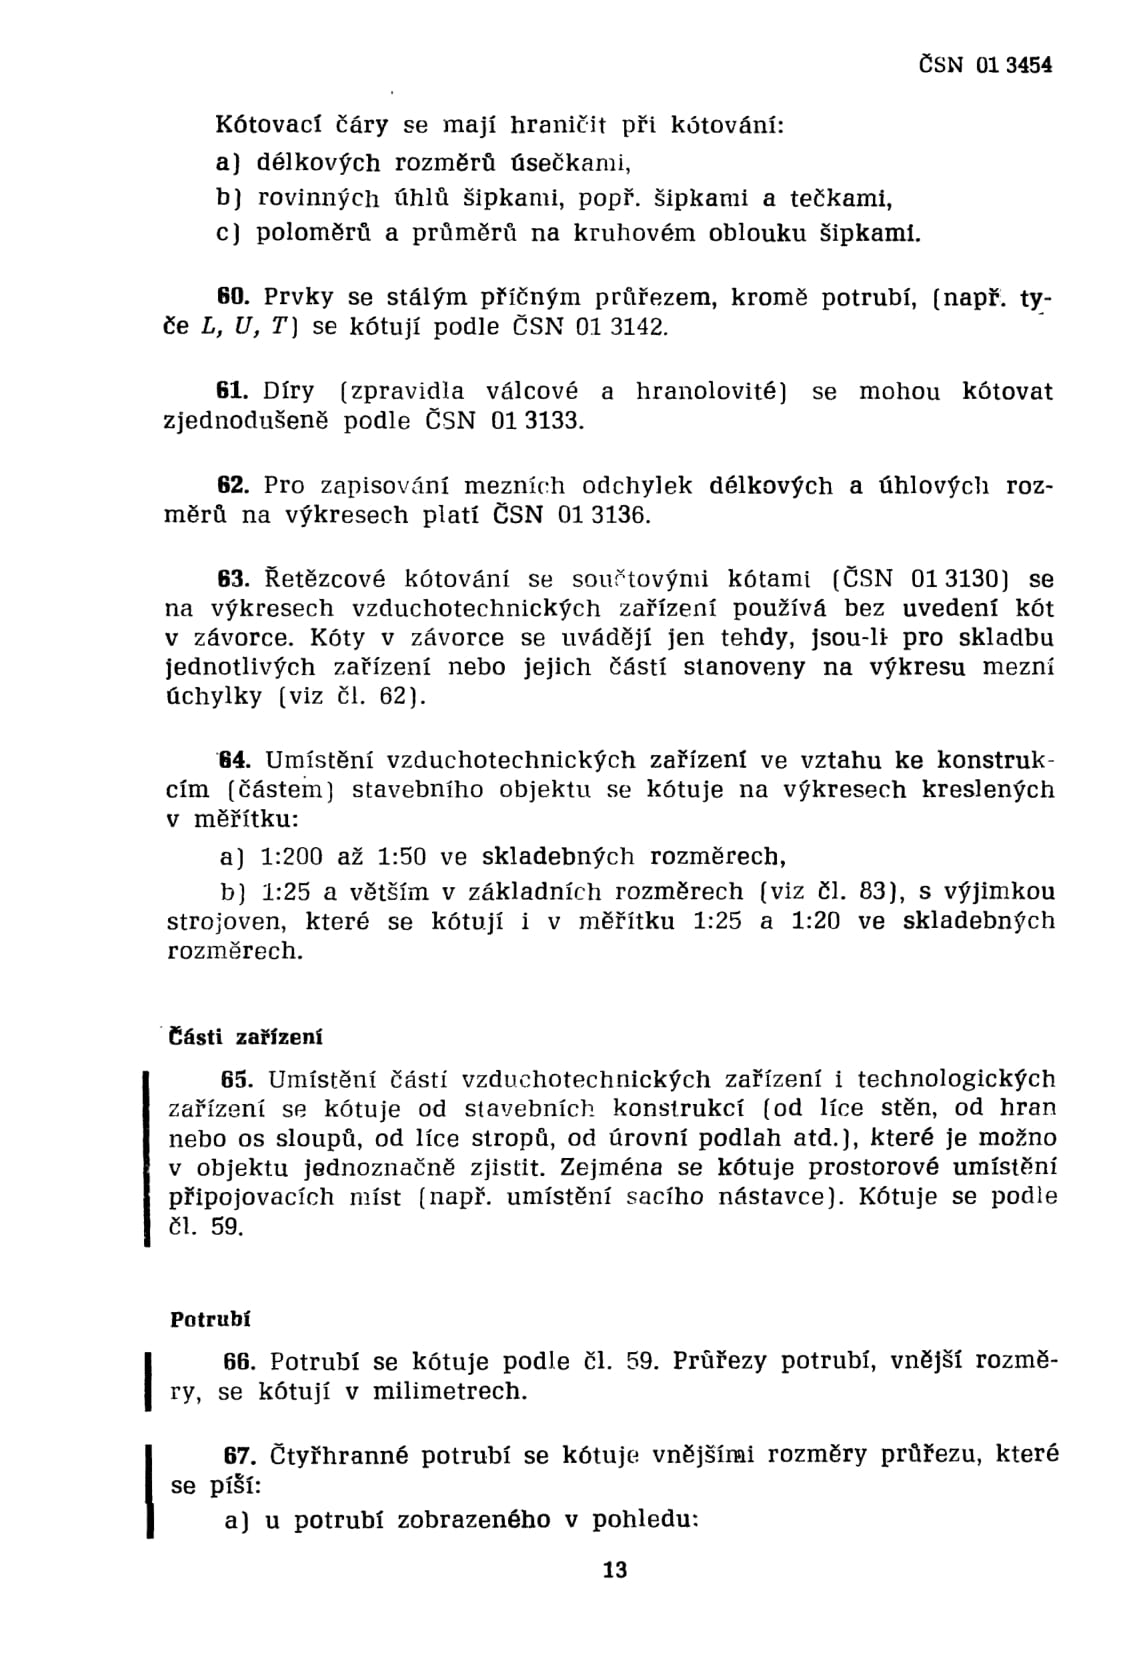 ČSN 01 3454
Kótovací čáry se mají hraničit při kótování:
a) délkových rozměrů úsečkami,
b) rovinných úhlů šipkami, popř. šipkami a tečkami,
c) poloměrů a průměrů na kruhovém oblouku šipkami.
60. Prvky se stálým příčným průřezem, kromě potrubí, (např. ty-
če L, U, T) se kótují podle ČSN 01 3142.
61. Díry (zpravidla válcové a hranolovité) se mohou kótovat
zjednodušeně podle ČSN 01 3133.
62. Pro zapisování mezních odchylek délkových a úhlových roz-
měrů na výkresech platí ČSN 01 3136.
63. Řetězcové kótování se součtovými kótami (ČSN 01 3130) se
na výkresech vzduchotechnických zařízení používá bez uvedení kót
v závorce. Kóty v závorce se uvádějí jen tehdy, jsou-li pro skladbu
jednotlivých zařízení nebo jejich částí stanoveny na výkresu mezní
úchylky (viz čl. 62).
64. Umístění vzduchotechnických zařízení ve vztahu ke konstruk-
cím (částem) stavebního objektu se kótuje na výkresech kreslených
v měřítku:
a) 1:200 až 1:50 ve skladebných rozměrech,
b) 1:25 a větším v základních rozměrech (viz čl. 83), s výjimkou
strojoven, které se kótují i v měřítku 1:25 a 1:20 ve skladebných
rozměrech.
Části zařízení
65. Umístění částí vzduchotechnických zařízení i technologických
zařízení se kótuje od stavebních konstrukcí (od líce stěn, od hran
nebo os sloupů, od líce stropů, od úrovní podlah atd.), které je možno
v objektu jednoznačně zjistit. Zejména se kótuje prostorové umístění
připojovacích míst (např. umístění sacího nástavce). Kótuje se podle
čl. 59.
Potrubí
66. Potrubí se kótuje podle čl. 59. Průřezy potrubí, vnější rozmě-
ry, se kótují v milimetrech.
67. Čtyřhranné potrubí se kótuje vnějšími rozměry průřezu, které
se píší:
a) u potrubí zobrazeného v pohledu:
13